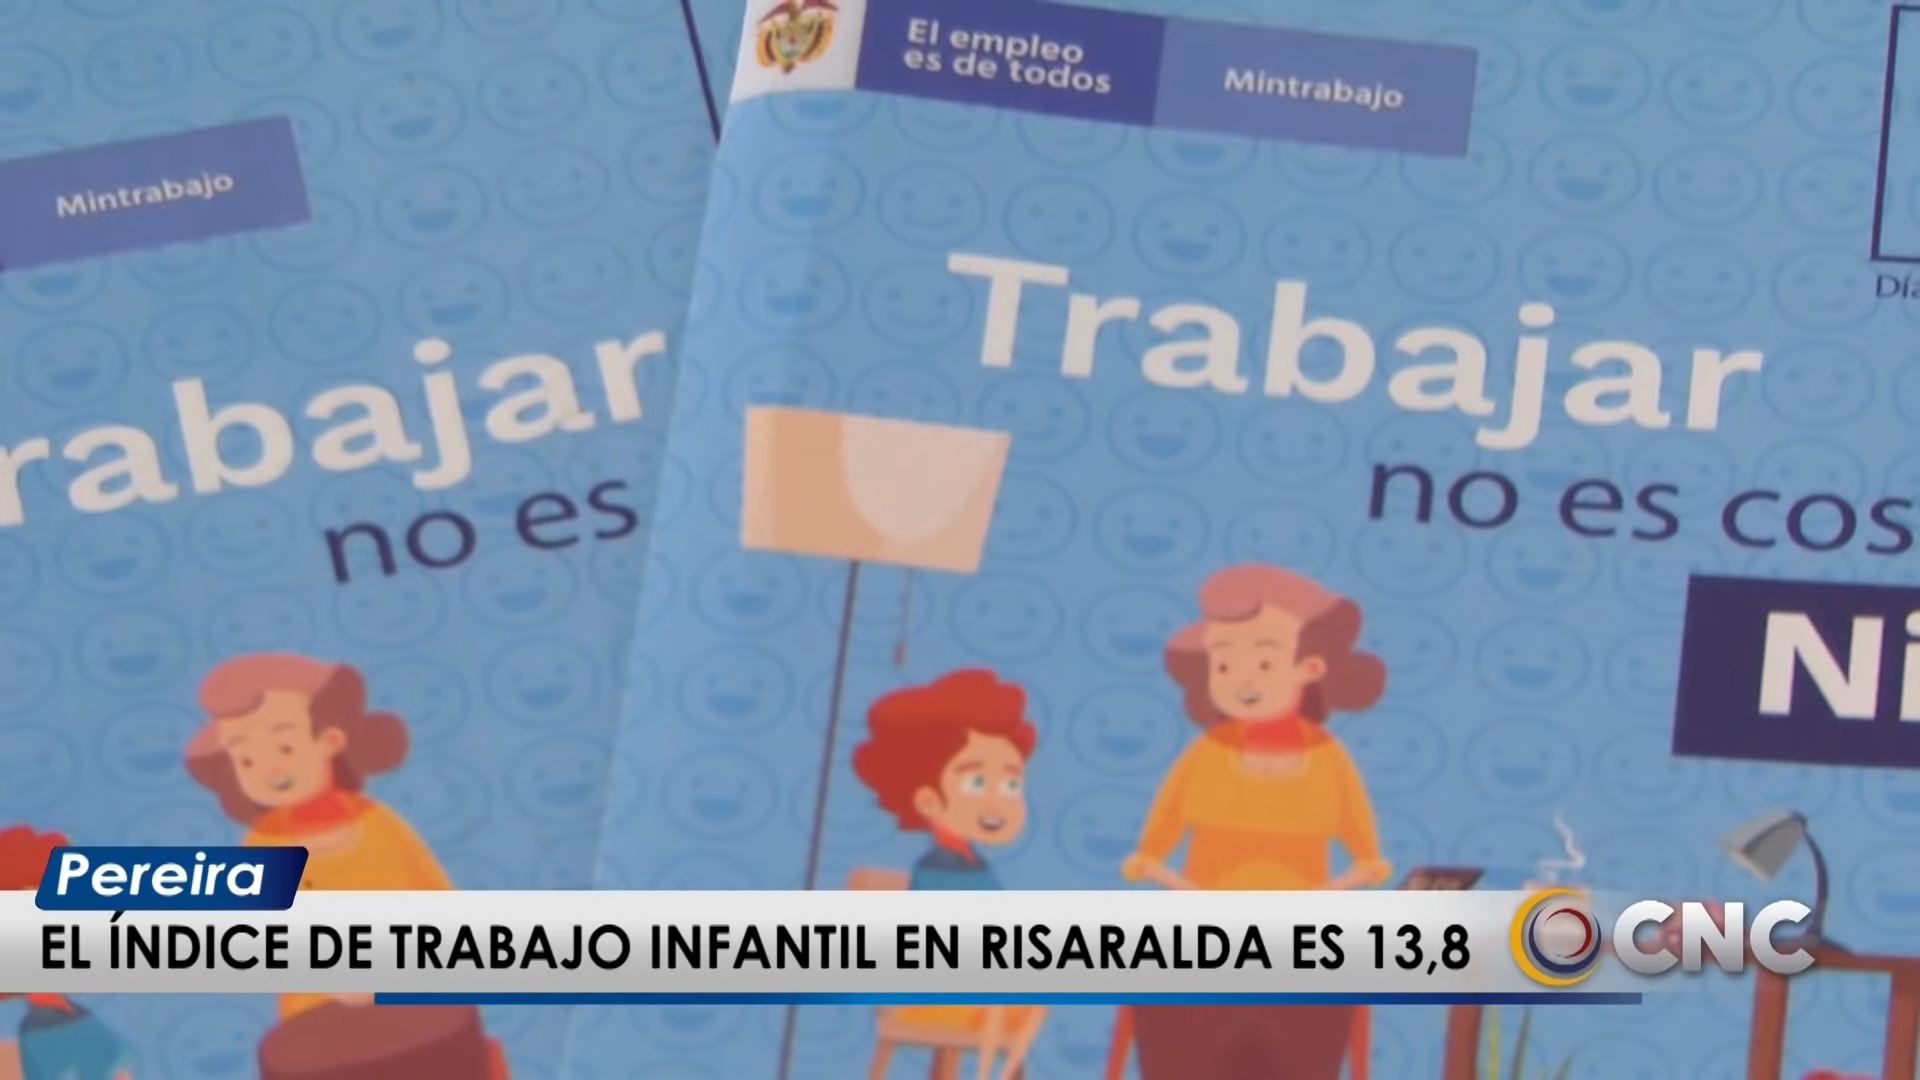 El empleo
es de todos
Mintrabajo
Mintrabajo
Trabajar
no es cos
Ni
Día
rabajar
no es
Pereira
EL ÍNDICE DE TRABAJO INFANTIL EN RISARALDA ES 13,8
CNC